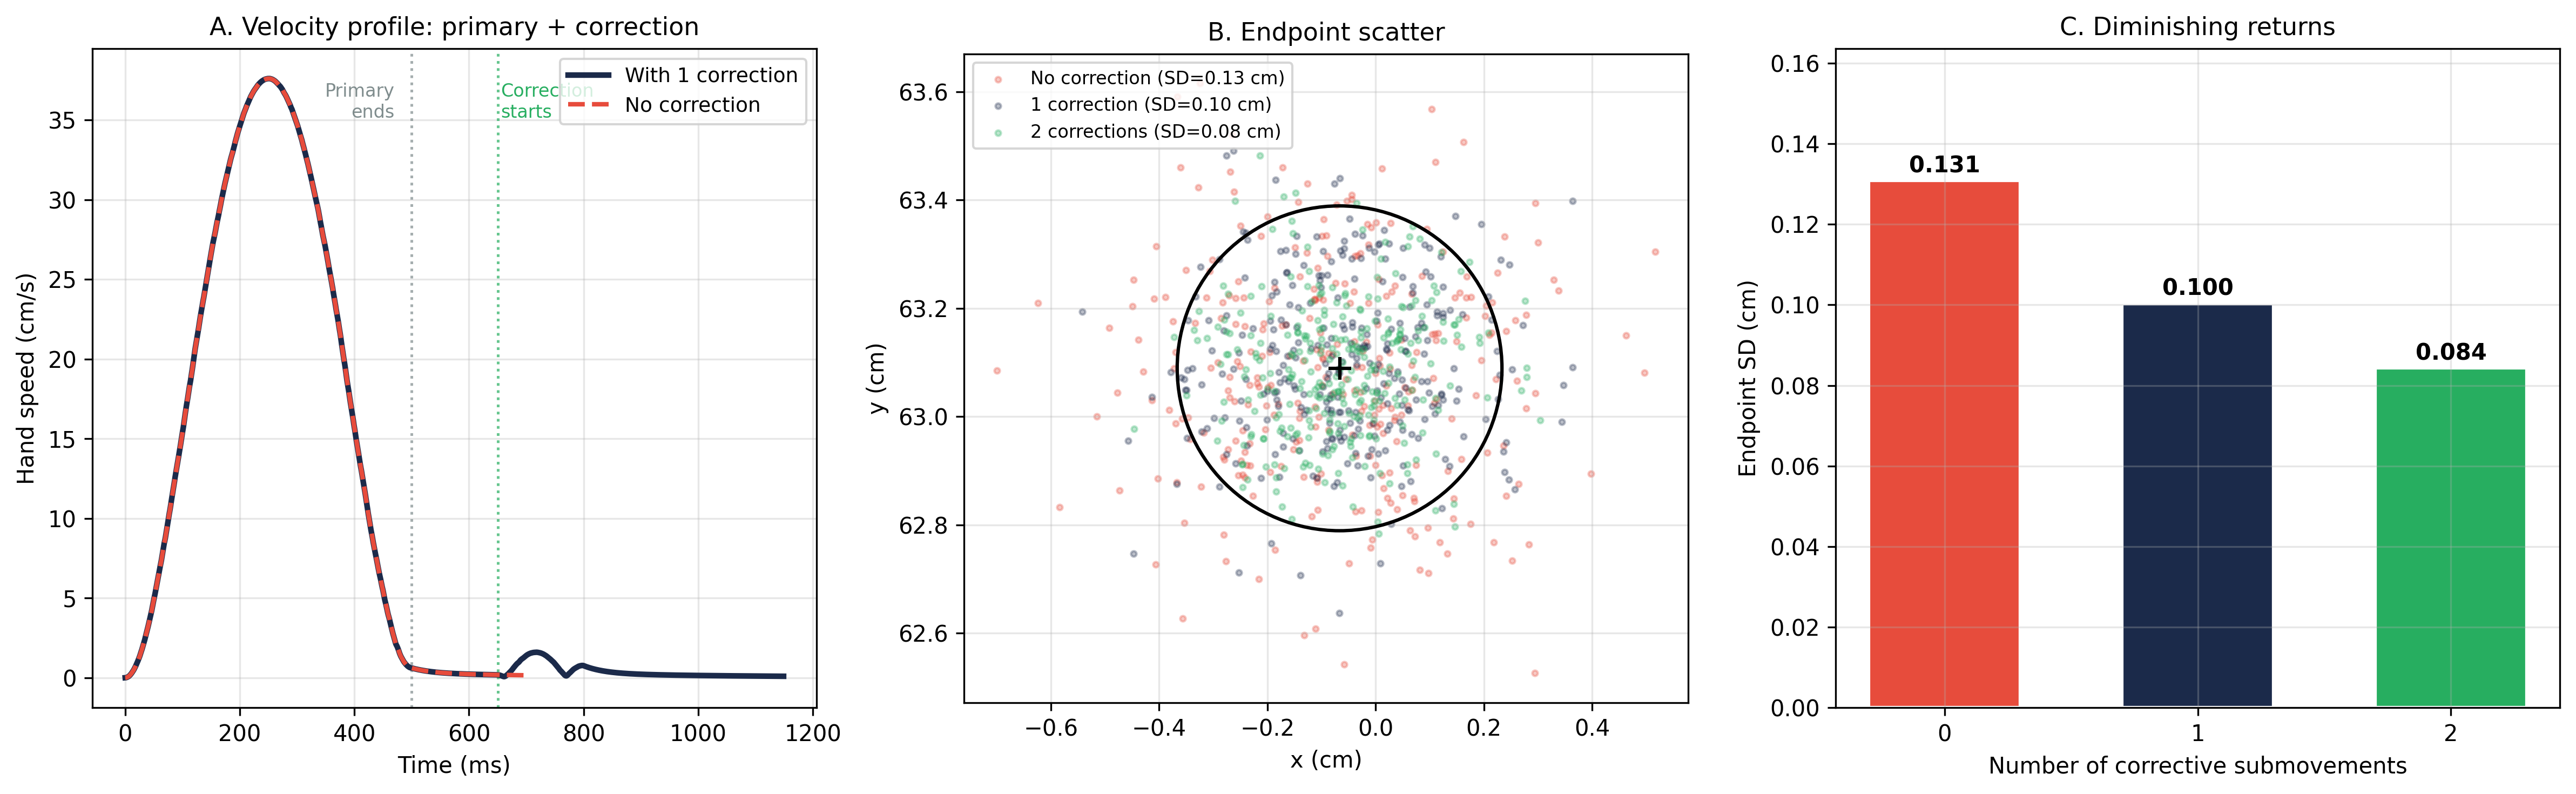 A. Velocity profile: primary + correction
Hand speed (cm/s)
35
30
25
20
15
10
5
0
Primary
ends
Correction
starts
With 1 correction
No correction
0 200 400 600 800 1000 1200
Time (ms)
B. Endpoint scatter
y (cm)
63.6
63.4
63.2
63.0
62.8
62.6
No correction (SD=0.13 cm)
1 correction (SD=0.10 cm)
2 corrections (SD=0.08 cm)
−0.6 −0.4 −0.2 0.0 0.2 0.4
x (cm)
C. Diminishing returns
Endpoint SD (cm)
0.16
0.14
0.12
0.10
0.08
0.06
0.04
0.02
0.00
0.131
0.100
0.084
0 1 2
Number of corrective submovements